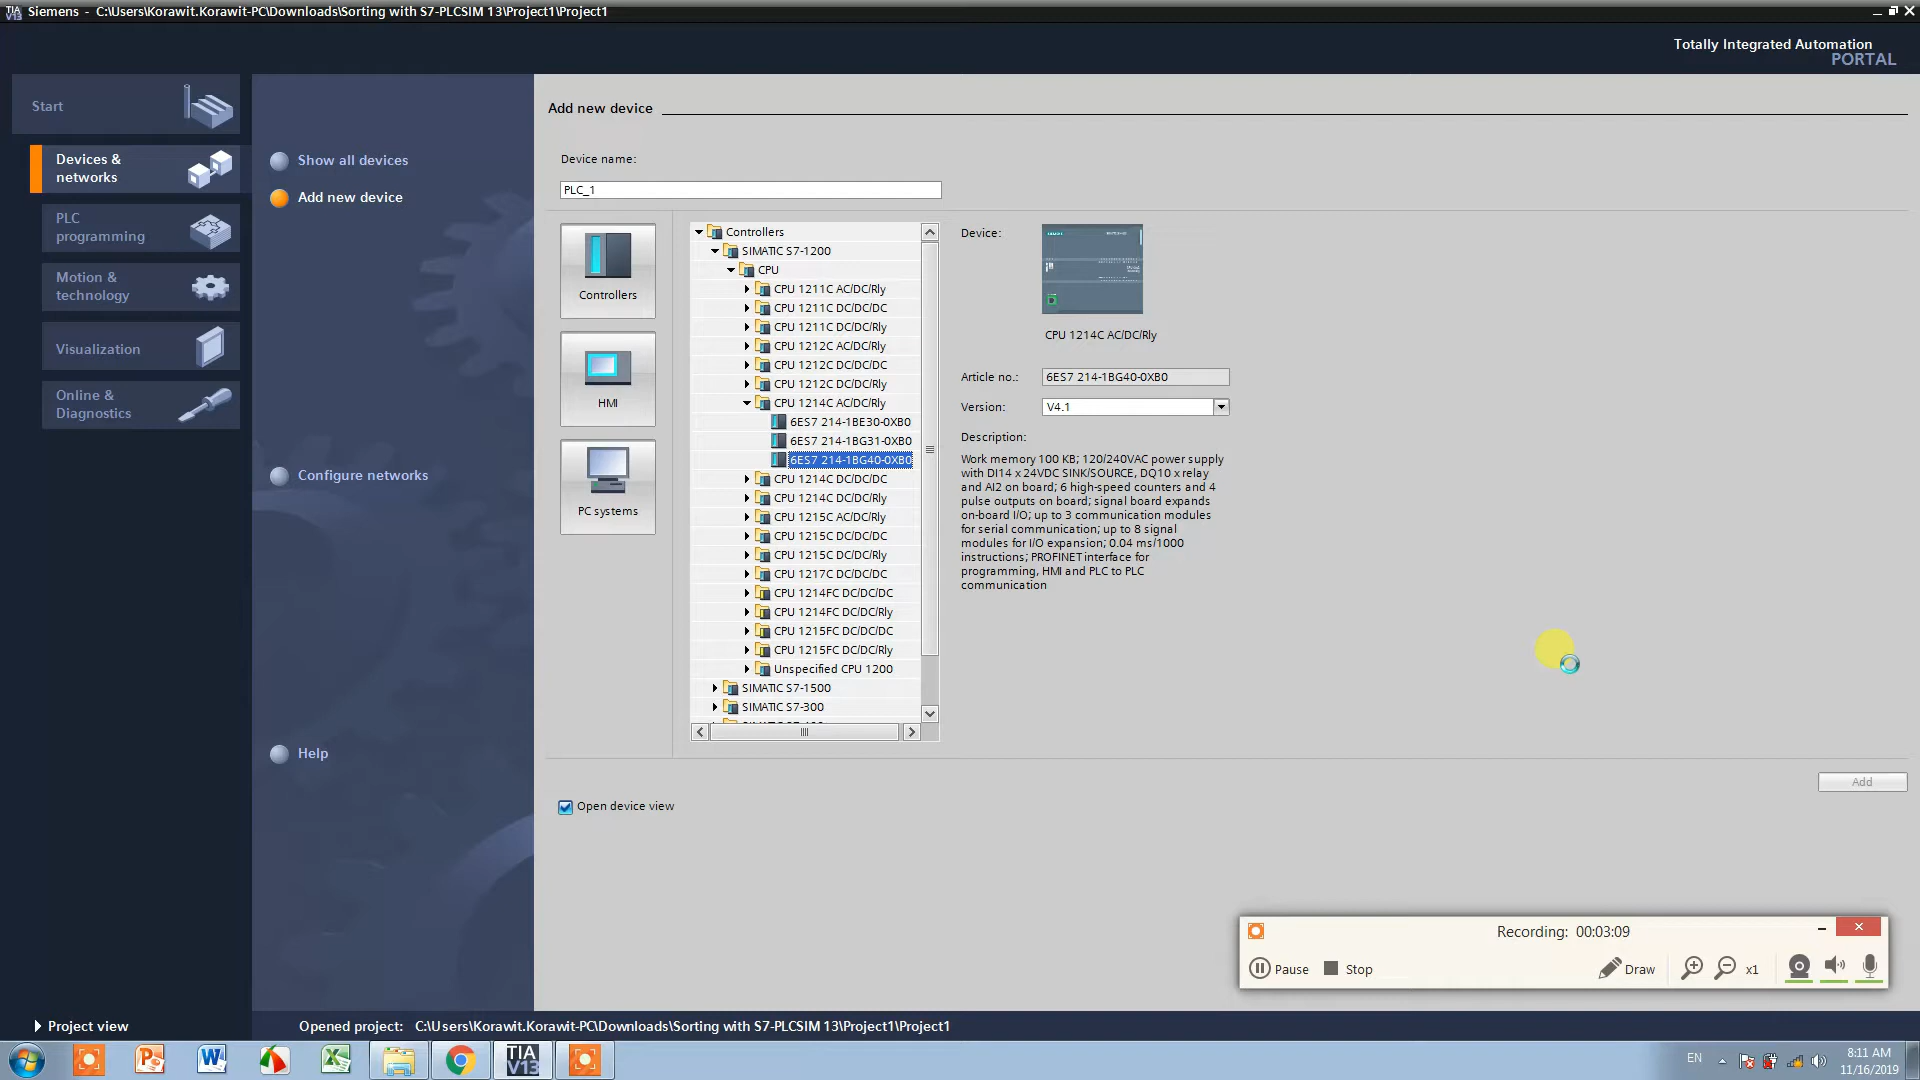 Siemens - C:\Users\Korawit.Korawit-PC\Downloads\Sorting with S7-PLCSIM 13\Project1\Project1
Totally Integrated Automation
PORTAL
Start
Devices &
networks
PLC
programming
Motion &
technology
Visualization
Online &
Diagnostics
Show all devices
Add new device
Configure networks
Help
Add new device
Device name:
PLC_1
Controllers
HMI
PC systems
Controllers
SIMATIC S7-1200
CPU
CPU 1211C AC/DC/Rly
CPU 1211C DC/DC/DC
CPU 1211C DC/DC/Rly
CPU 1212C AC/DC/Rly
CPU 1212C DC/DC/DC
CPU 1212C DC/DC/Rly
CPU 1214C AC/DC/Rly
6ES7 214-1BE30-0XB0
6ES7 214-1BG31-0XB0
6ES7 214-1BG40-0XB0
CPU 1214C DC/DC/DC
CPU 1214C DC/DC/Rly
CPU 1215C AC/DC/Rly
CPU 1215C DC/DC/DC
CPU 1215C DC/DC/Rly
CPU 1217C DC/DC/DC
CPU 1214FC DC/DC/DC
CPU 1214FC DC/DC/Rly
CPU 1215FC DC/DC/DC
CPU 1215FC DC/DC/Rly
Unspecified CPU 1200
SIMATIC S7-1500
SIMATIC S7-300
Device:
CPU 1214C AC/DC/Rly
Article no.: 6ES7 214-1BG40-0XB0
Version: V4.1
Description:
Work memory 100 KB; 120/240VAC power supply
with DI14 x 24VDC SINK/SOURCE, DQ10 x relay
and AI2 on board; 6 high-speed counters and 4
pulse outputs on board; signal board expands
on-board I/O; up to 3 communication modules
for serial communication; up to 8 signal
modules for I/O expansion; 0.04 ms/1000
instructions; PROFINET interface for
programming, HMI and PLC to PLC
communication
Add
Open device view
Recording: 00:03:09
Pause Stop Draw x1
Project view
Opened project: C:\Users\Korawit.Korawit-PC\Downloads\Sorting with S7-PLCSIM 13\Project1\Project1
TIA
V13
EN
8:11 AM
11/16/2019